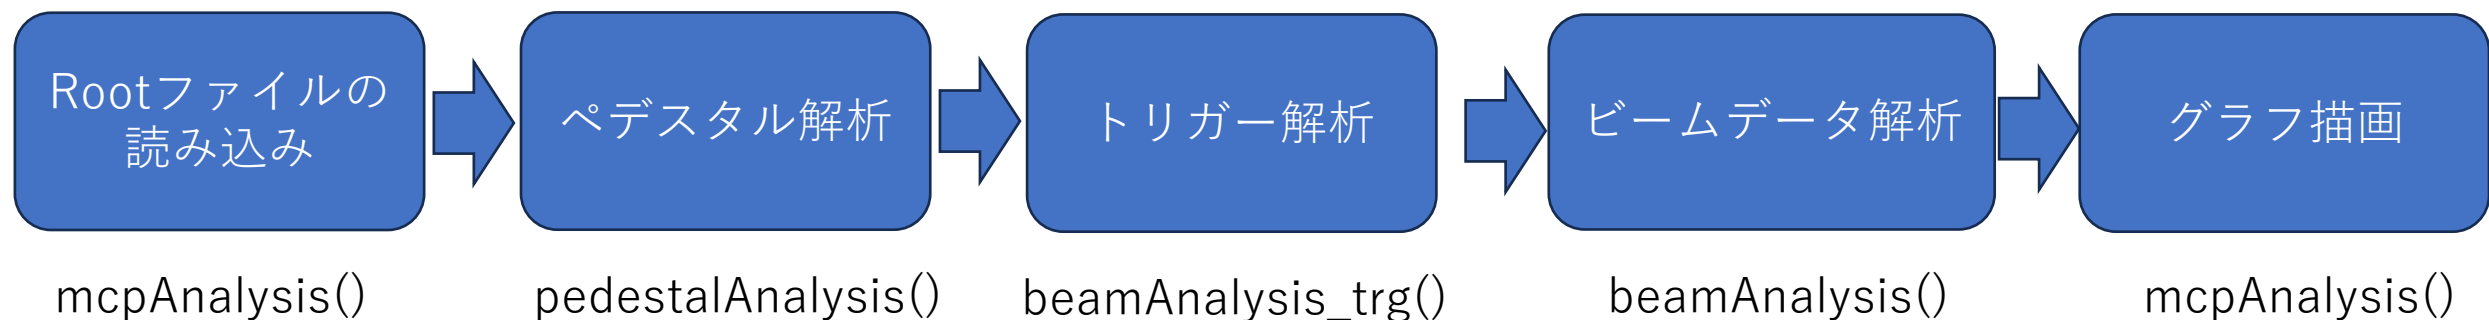 Rootファイルの
読み込み
ペデスタル解析
トリガー解析
ビームデータ解析
グラフ描画
mcpAnalysis()
pedestalAnalysis()
beamAnalysis_trg()
beamAnalysis()
mcpAnalysis()